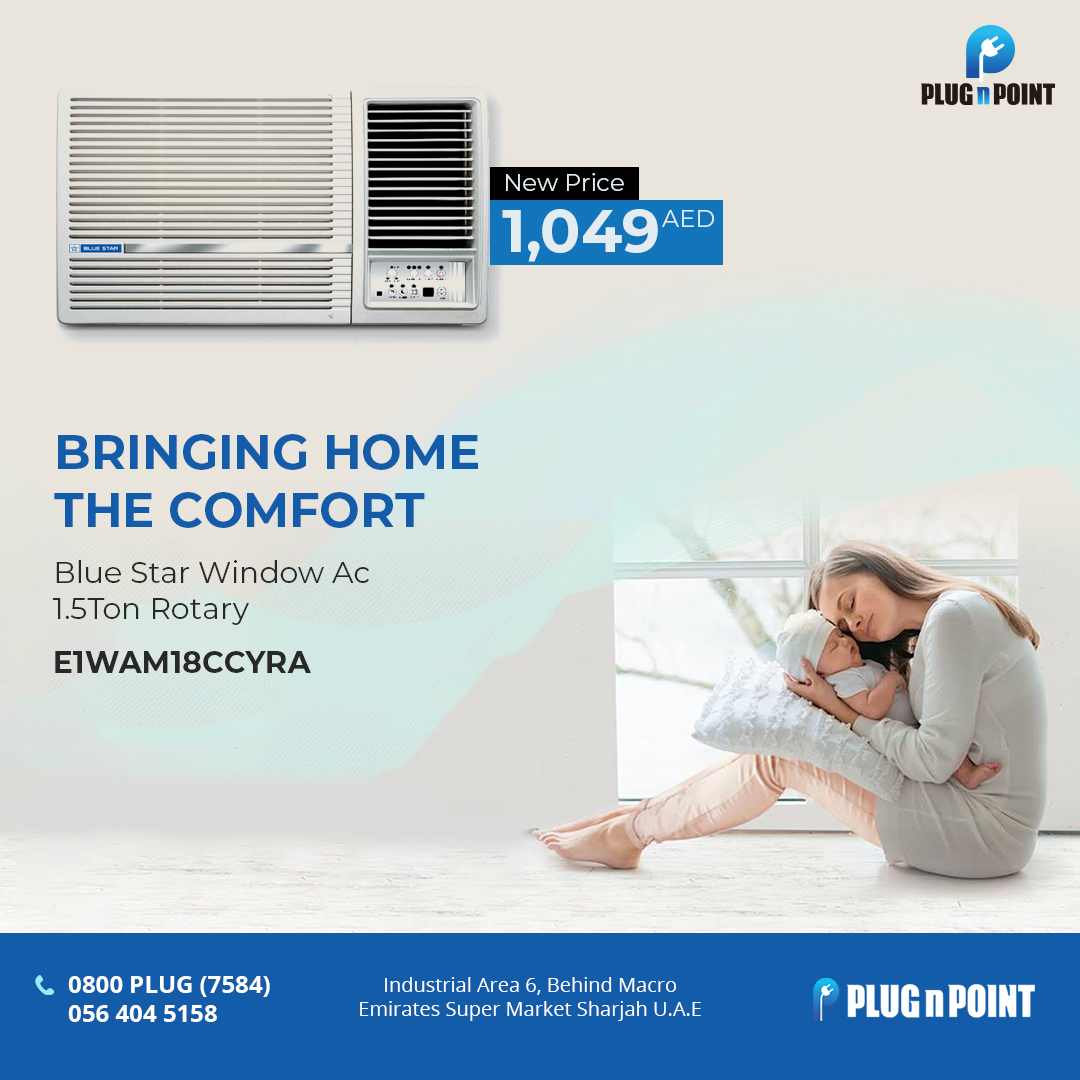 PLUG n POINT
New Price
1,049 AED
BLUE STAR
BRINGING HOME
THE COMFORT
Blue Star Window Ac
1.5Ton Rotary
E1WAM18CCYRA
0800 PLUG (7584)
056 404 5158
Industrial Area 6, Behind Macro
Emirates Super Market Sharjah U.A.E
PLUG n POINT